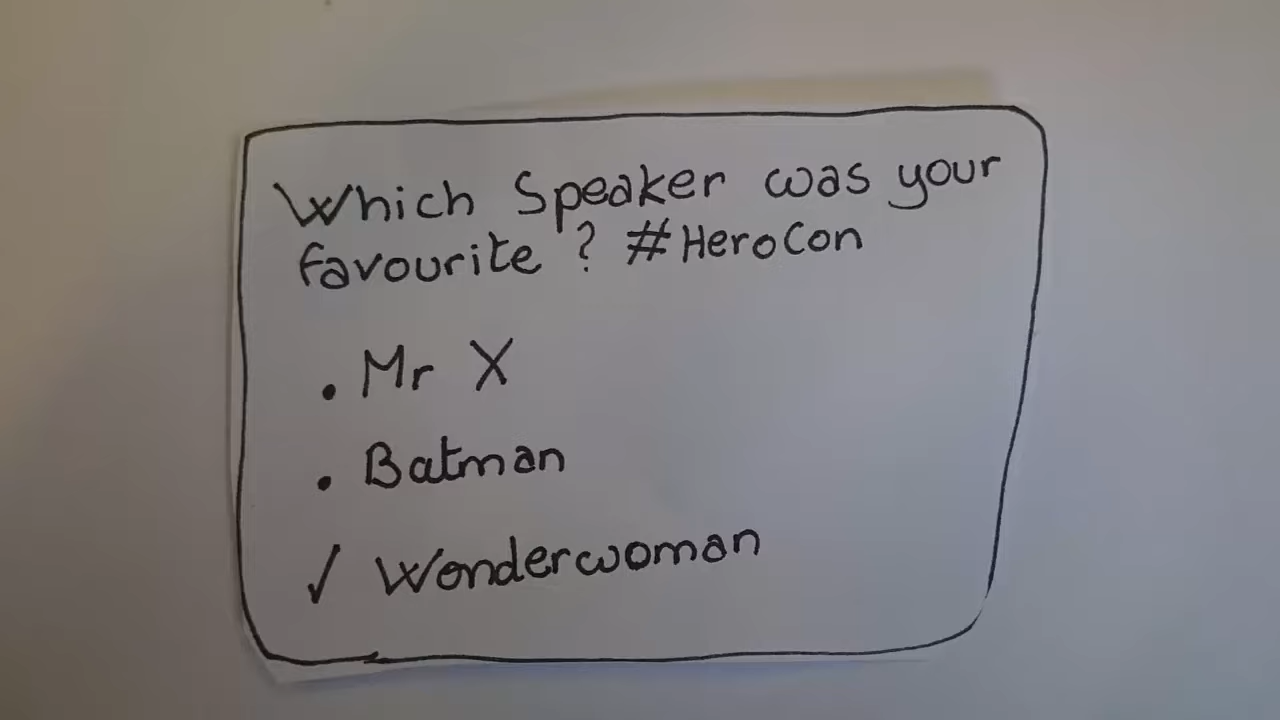 Which Speaker was your
favourite ? #HeroCon
• Mr X
• Batman
✓ Wonderwoman